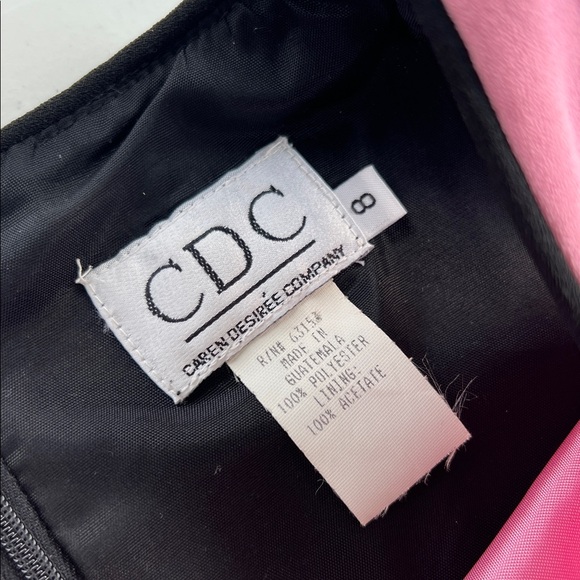 CDC
CAREN DESIRÉE COMPANY
8
MADE IN
GUATEMALA
100% POLYESTER
LINING:
100% ACETATE